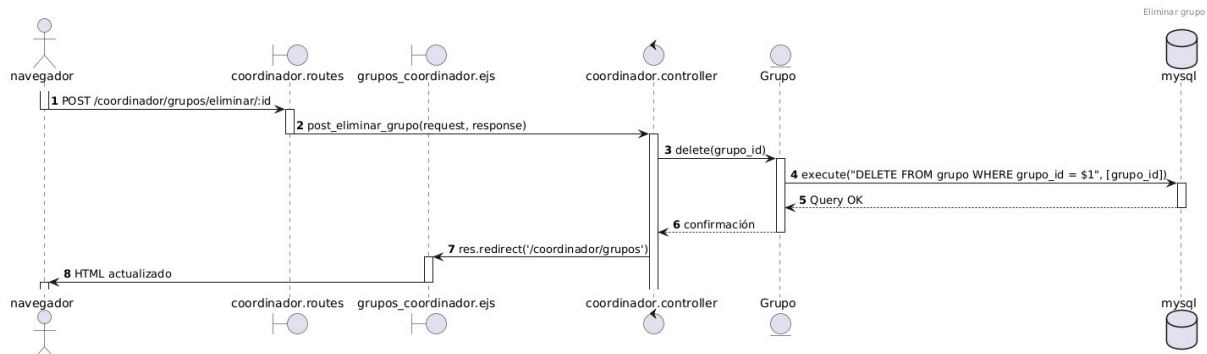 Eliminar grupo
navegador
coordinador.routes
grupos_coordinador.ejs
coordinador.controller
Grupo
mysql
1 POST /coordinador/grupos/eliminar/:id
2 post_eliminar_grupo(request, response)
3 delete(grupo_id)
4 execute("DELETE FROM grupo WHERE grupo_id = $1", [grupo_id])
5 Query OK
6 confirmación
7 res.redirect('/coordinador/grupos')
8 HTML actualizado
navegador
coordinador.routes
grupos_coordinador.ejs
coordinador.controller
Grupo
mysql